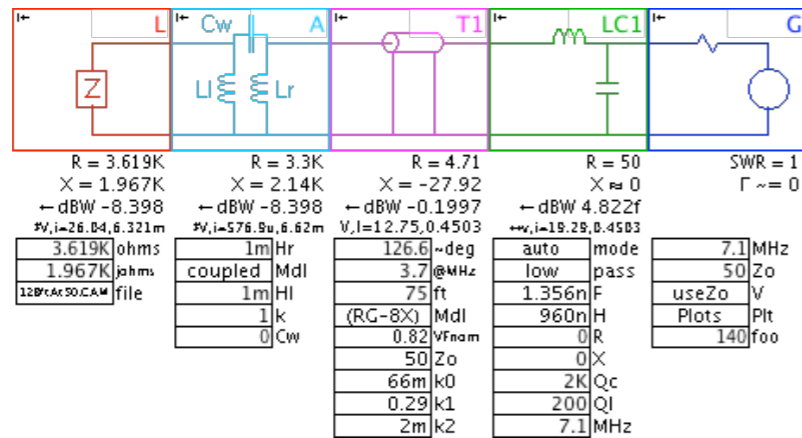 L
Cw A
T1
LC1
G
Z
Ll Lr
R = 3.619K
X = 1.967K
←dBW -8.398
3.619K ohms
1.967K
file
R = 3.3K
X = 2.14K
←dBW -8.398
1m Hr
coupled Mdl
1m Hl
1 k
0 Cw
R = 4.71
X = -27.92
←dBW -0.1997
V,I=12.75,0.4503
126.6 ~deg
3.7 @MHz
75 ft
(RG-8X) Mdl
0.82 VFnom
50 Zo
66m k0
0.29 k1
2m k2
R = 50
X ≈ 0
←dBW 4.822f
auto mode
low pass
1.356n F
960n H
0 R
0 X
2K Qc
200 Ql
7.1 MHz
SWR = 1
Γ ~= 0
7.1 MHz
50 Zo
useZo V
Plots Plt
140 foo